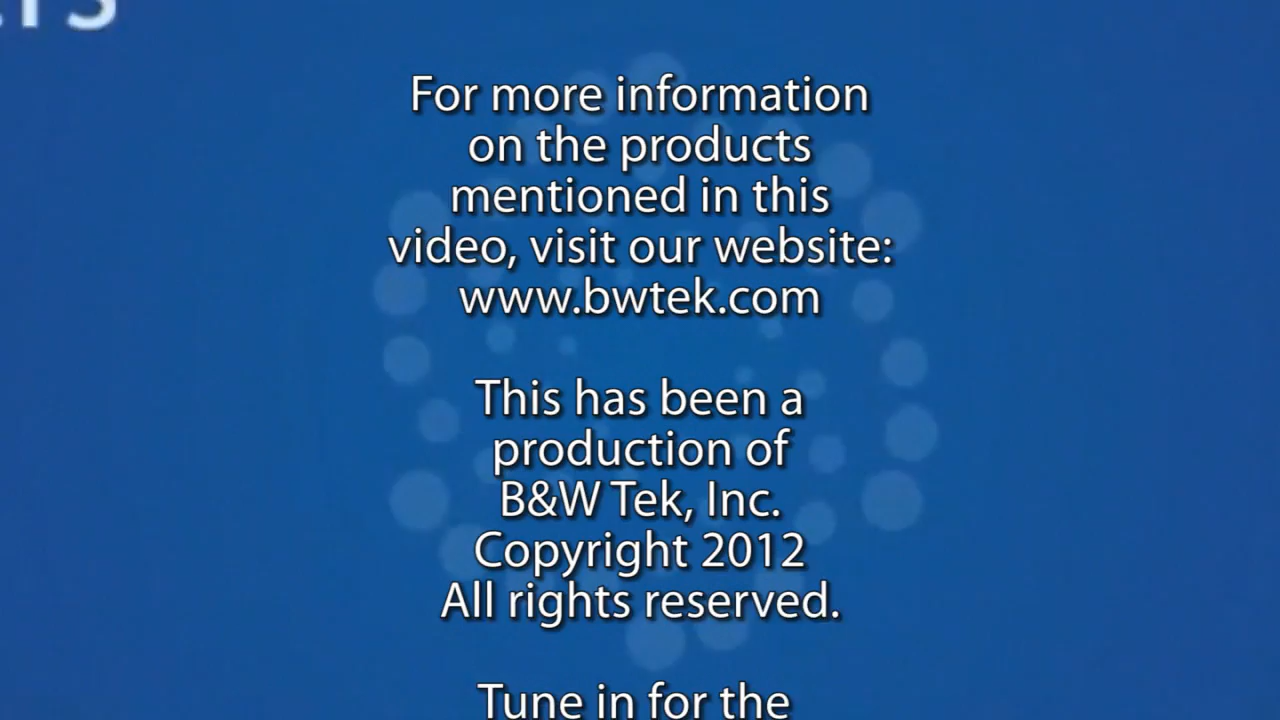 For more information
on the products
mentioned in this
video, visit our website:
www.bwtek.com
This has been a
production of
B&W Tek, Inc.
Copyright 2012
All rights reserved.
Tune in for the